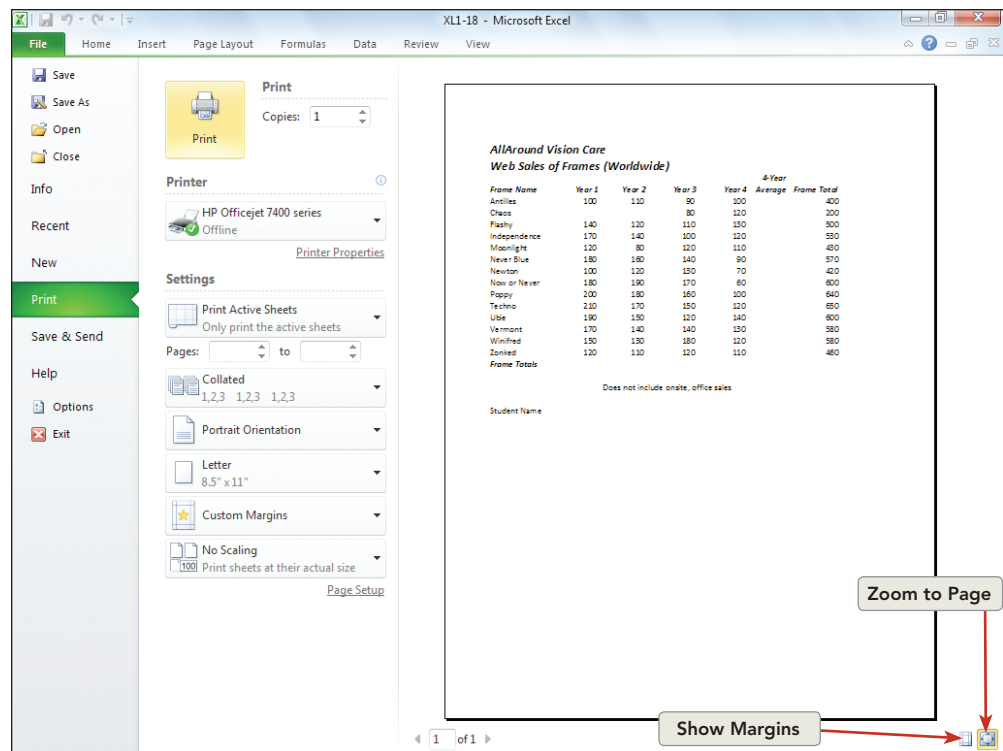 XL1-18 - Microsoft Excel
File Home Insert Page Layout Formulas Data Review View
Save
Save As
Open
Close
Info
Recent
New
Print
Save & Send
Help
Options
Exit
Print
Print
Copies: 1
Printer
HP Officejet 7400 series
Offline
Printer Properties
Settings
Print Active Sheets
Only print the active sheets
Pages: to
Collated
1,2,3 1,2,3 1,2,3
Portrait Orientation
Letter
8.5" x 11"
Custom Margins
No Scaling
100 Print sheets at their actual size
Page Setup
AllAround Vision Care
Web Sales of Frames (Worldwide)
4-Year
Frame Name Year 1 Year 2 Year 3 Year 4 Average Frame Total
Antilles 100 110 90 100 400
Chaos 80 120 200
Flashy 140 120 110 130 500
Independence 170 140 100 120 530
Moonlight 120 80 120 110 430
Never Blue 180 160 140 90 570
Newton 100 120 130 70 420
Now or Never 180 190 170 60 600
Poppy 200 180 160 100 640
Techno 210 170 150 120 650
Ubie 190 150 120 140 600
Vermont 170 140 140 130 580
Winifred 150 130 180 120 580
Zonked 120 110 120 110 460
Frame Totals
Does not include onsite, office sales
Student Name
Zoom to Page
Show Margins
1 of 1